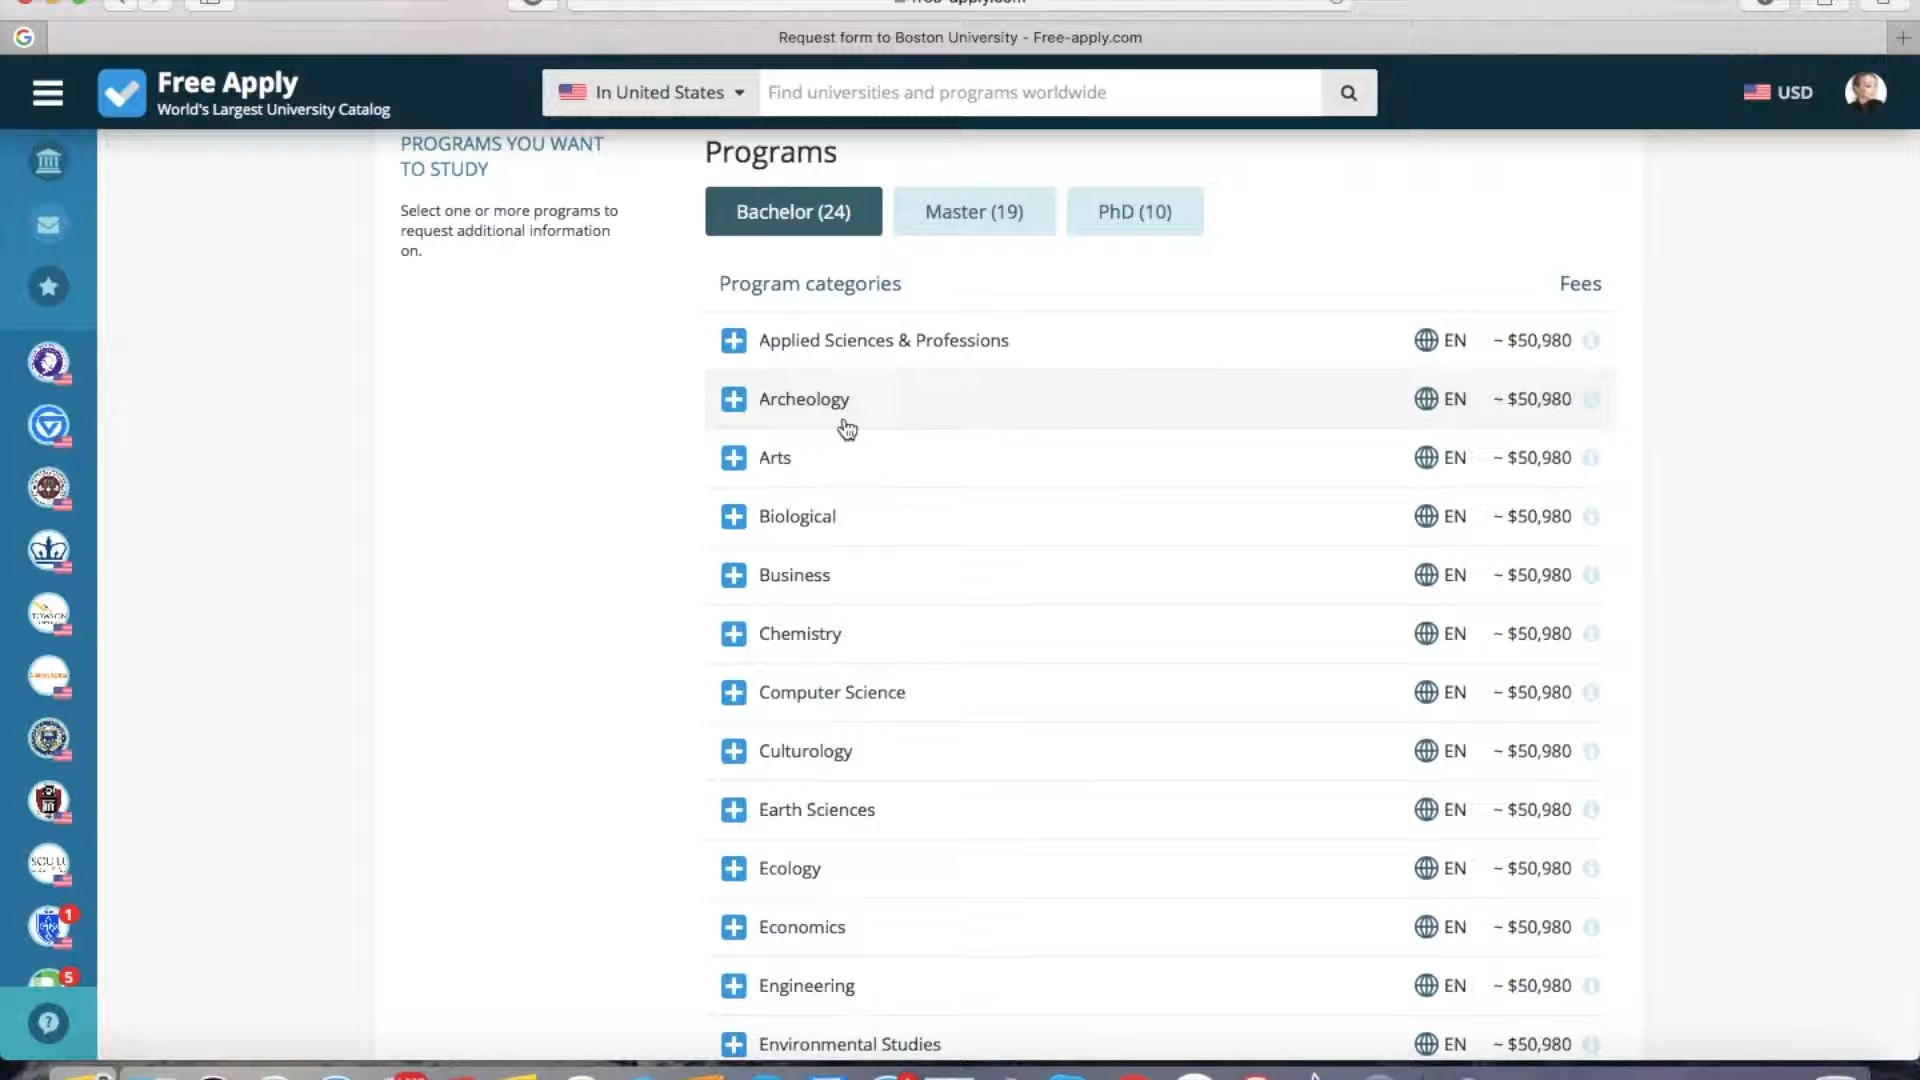 Request form to Boston University - Free-apply.com
Free Apply
World's Largest University Catalog
In United States
Find universities and programs worldwide
USD
PROGRAMS YOU WANT
TO STUDY
Select one or more programs to
request additional information
on.
Programs
Bachelor (24)
Master (19)
PhD (10)
Program categories
Fees
Applied Sciences & Professions EN ~ $50,980
Archeology EN ~ $50,980
Arts EN ~ $50,980
Biological EN ~ $50,980
Business EN ~ $50,980
Chemistry EN ~ $50,980
Computer Science EN ~ $50,980
Culturology EN ~ $50,980
Earth Sciences EN ~ $50,980
Ecology EN ~ $50,980
Economics EN ~ $50,980
Engineering EN ~ $50,980
Environmental Studies EN ~ $50,980
1
5